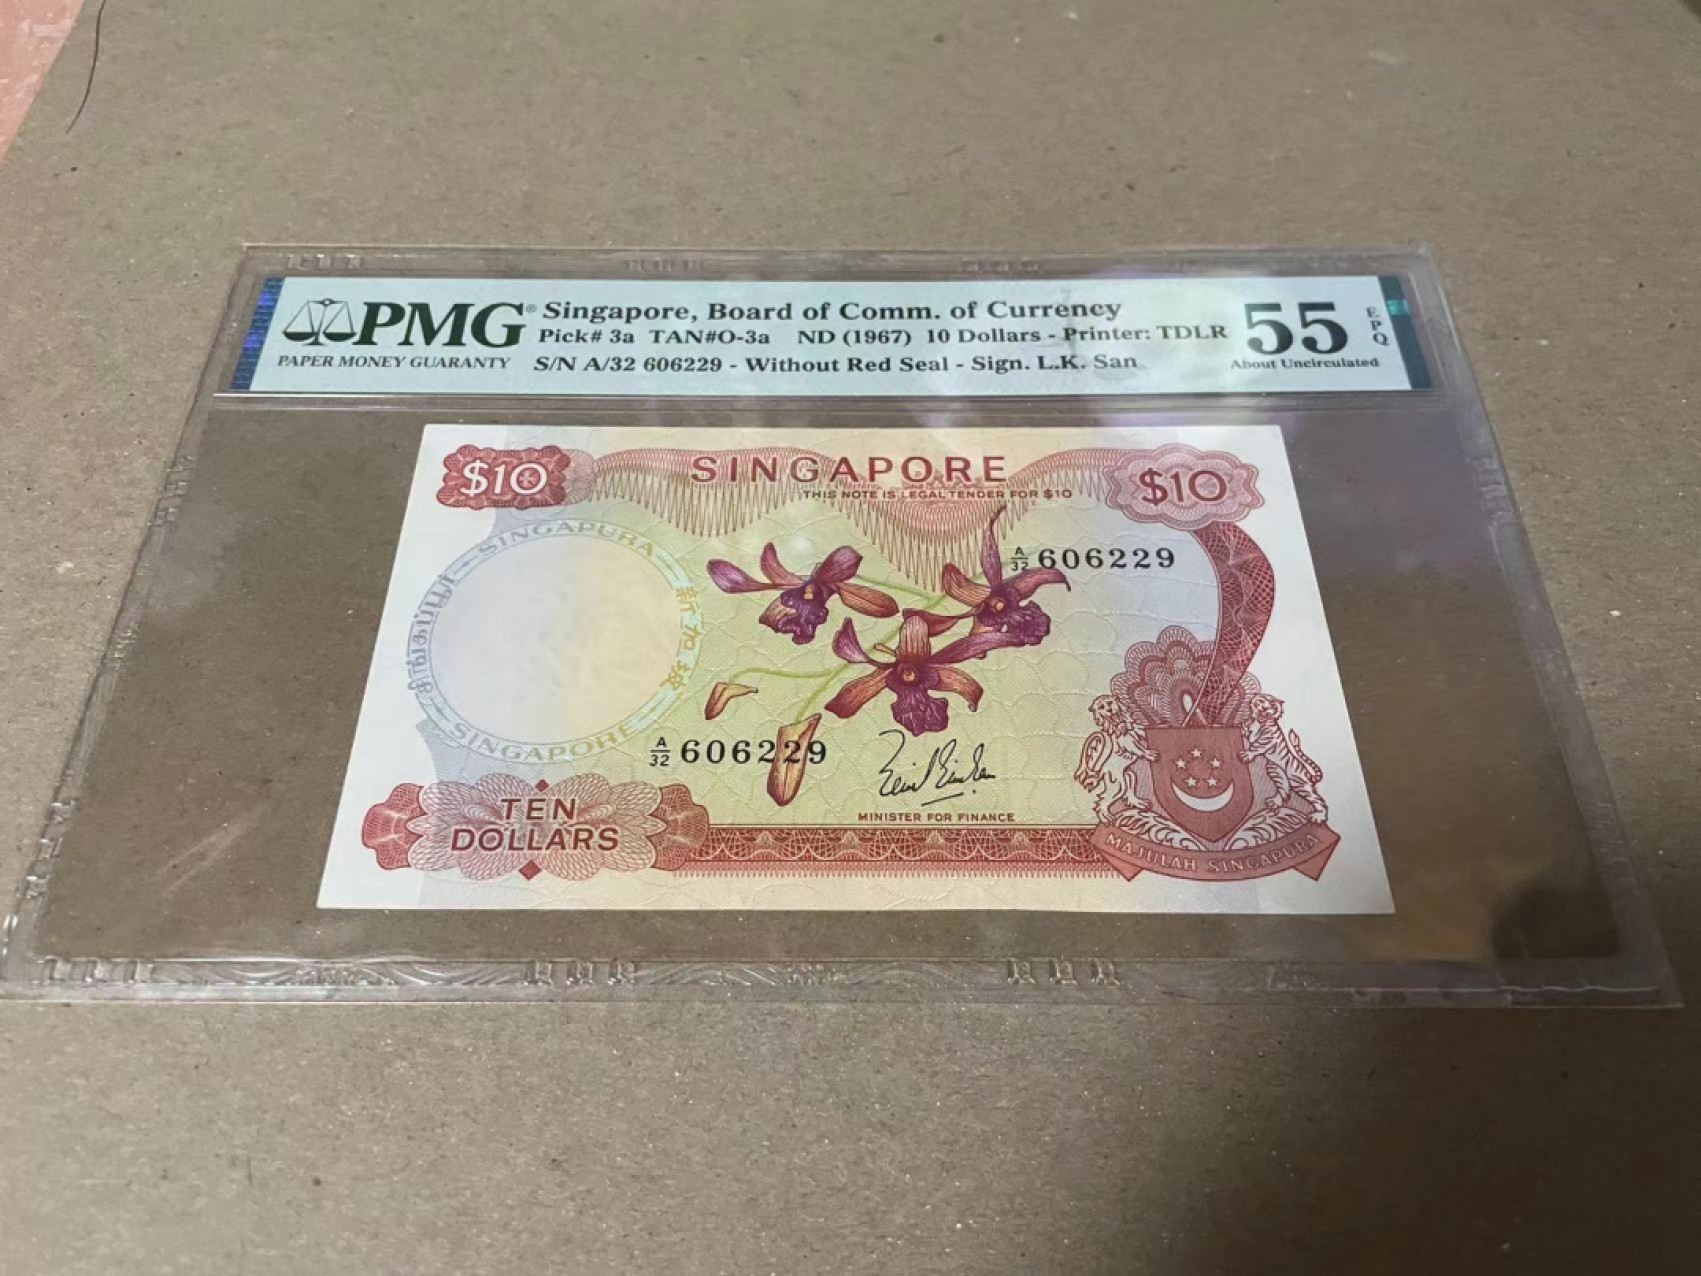 PMG® Singapore, Board of Comm. of Currency
Pick# 3a TAN#O-3a ND (1967) 10 Dollars - Printer: TDLR
PAPER MONEY GUARANTY S/N A/32 606229 - Without Red Seal - Sign. L.K. San
55 EPQ
About Uncirculated
$10 SINGAPORE $10
THIS NOTE IS LEGAL TENDER FOR $10
SINGAPURA
சிங்கப்பூர்
新加坡
SINGAPORE
A/32 606229
A/32 606229
MINISTER FOR FINANCE
TEN
DOLLARS
MAJULAH SINGAPURA